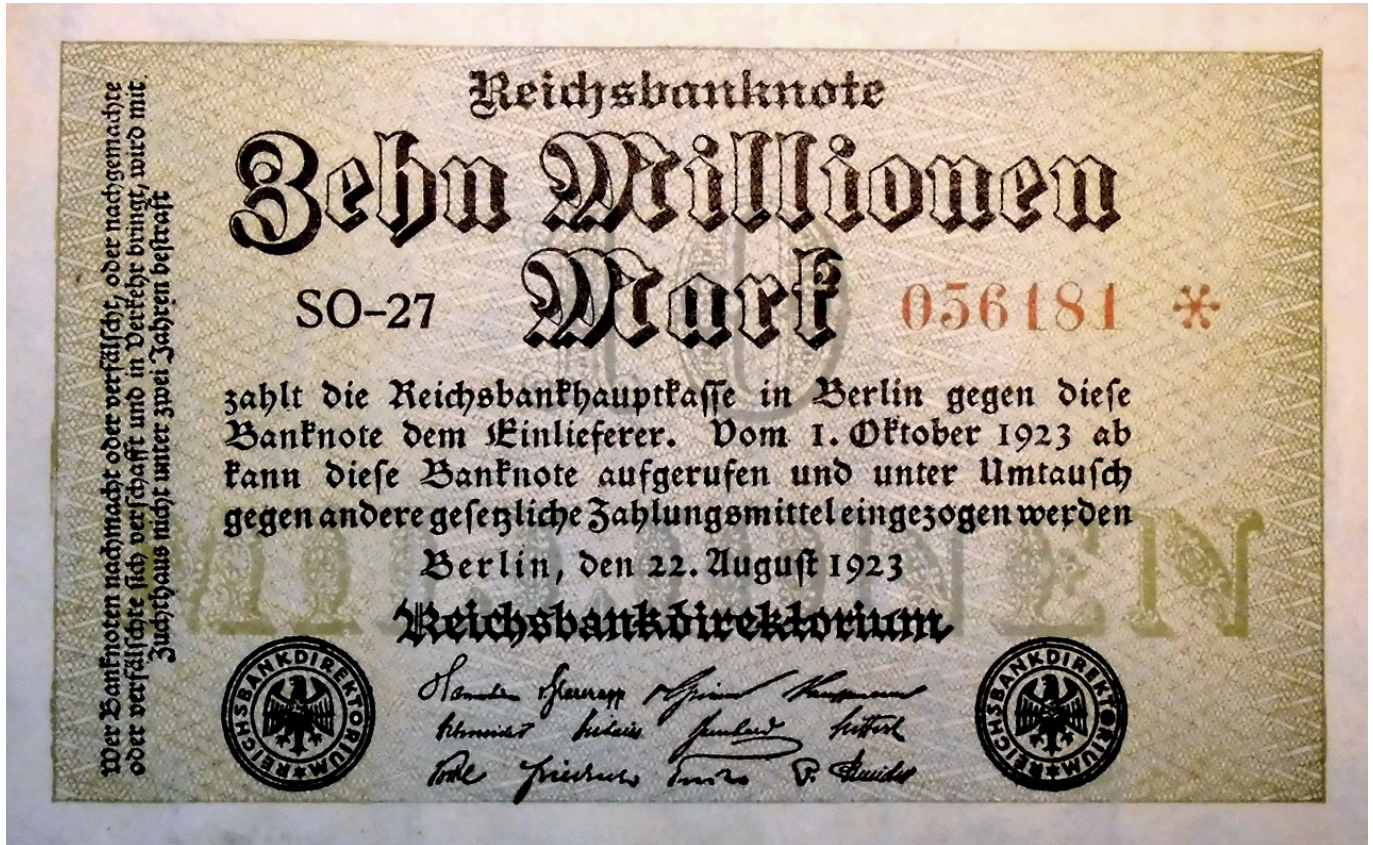 Reichsbanknote
Zehn Millionen
Mark
SO-27
056181 *
zahlt die Reichsbankhauptkasse in Berlin gegen diese
Banknote dem Einlieferer. Vom 1. Oktober 1923 ab
kann diese Banknote aufgerufen und unter Umtausch
gegen andere gesetzliche Zahlungsmittel eingezogen werden
Berlin, den 22. August 1923
Reichsbankdirektorium
REICHSBANKDIREKTORIUM
REICHSBANKDIREKTORIUM
Schneider
Wer Banknoten nachmacht oder verfälscht, oder nachgemachte
oder verfälschte sich verschafft und in Verkehr bringt, wird mit
Zuchthaus nicht unter zwei Jahren bestraft
10